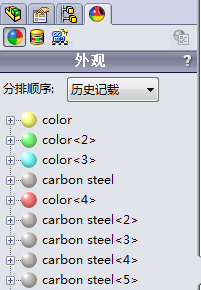 外观 ?
分排顺序: 历史记载
color
color<2>
color<3>
carbon steel
color<4>
carbon steel<2>
carbon steel<3>
carbon steel<4>
carbon steel<5>